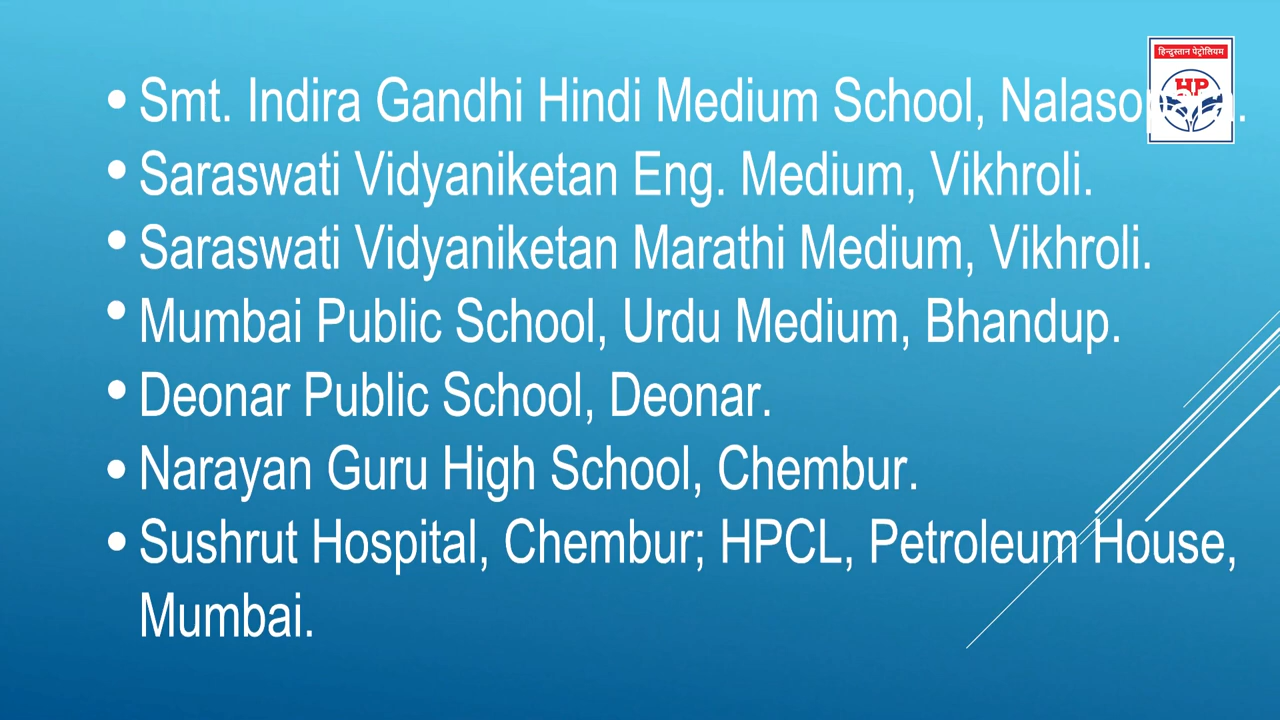 हिन्दुस्तान पेट्रोलियम
HP
• Smt. Indira Gandhi Hindi Medium School,
• Saraswati Vidyaniketan Eng. Medium, Vikhroli.
• Saraswati Vidyaniketan Marathi Medium, Vikhroli.
• Mumbai Public School, Urdu Medium, Bhandup.
• Deonar Public School, Deonar.
• Narayan Guru High School, Chembur.
• Sushrut Hospital, Chembur; HPCL, Petroleum House,
Mumbai.